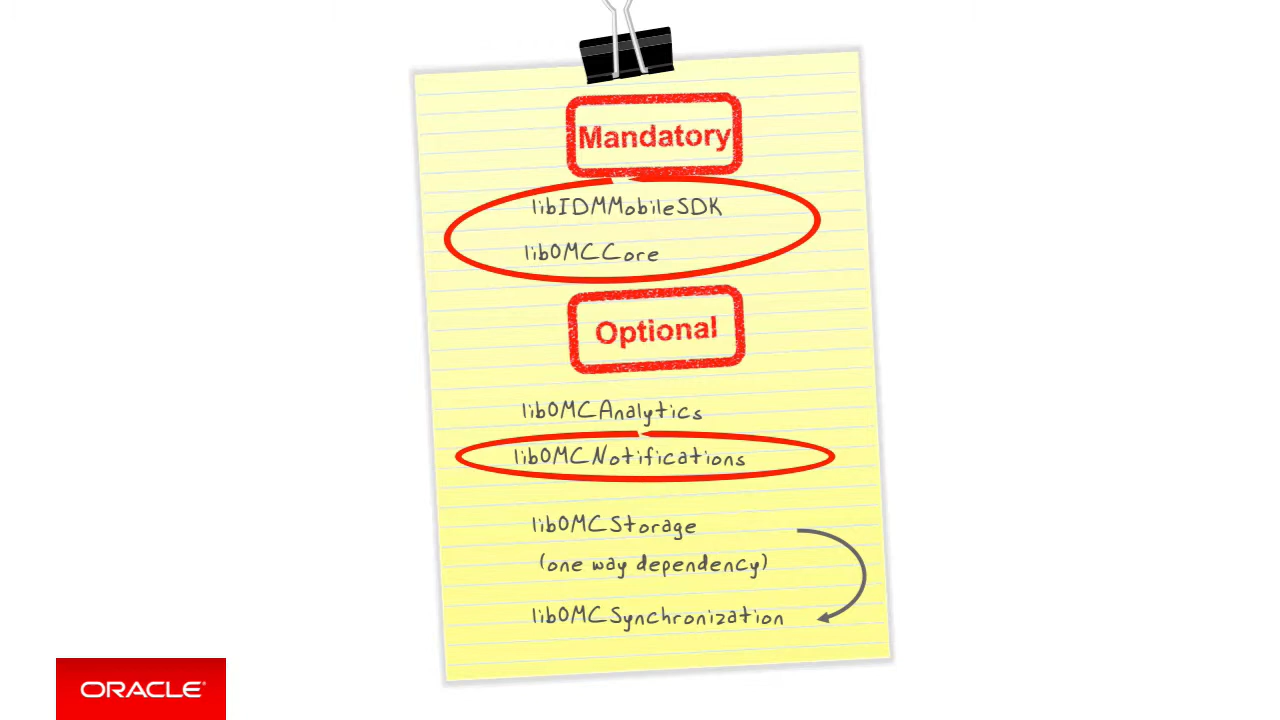 Mandatory
libIDMMobileSDK
libOMCCore
Optional
libOMCAnalytics
libOMCNotifications
libOMCStorage
(one way dependency)
libOMCSynchronization
ORACLE®